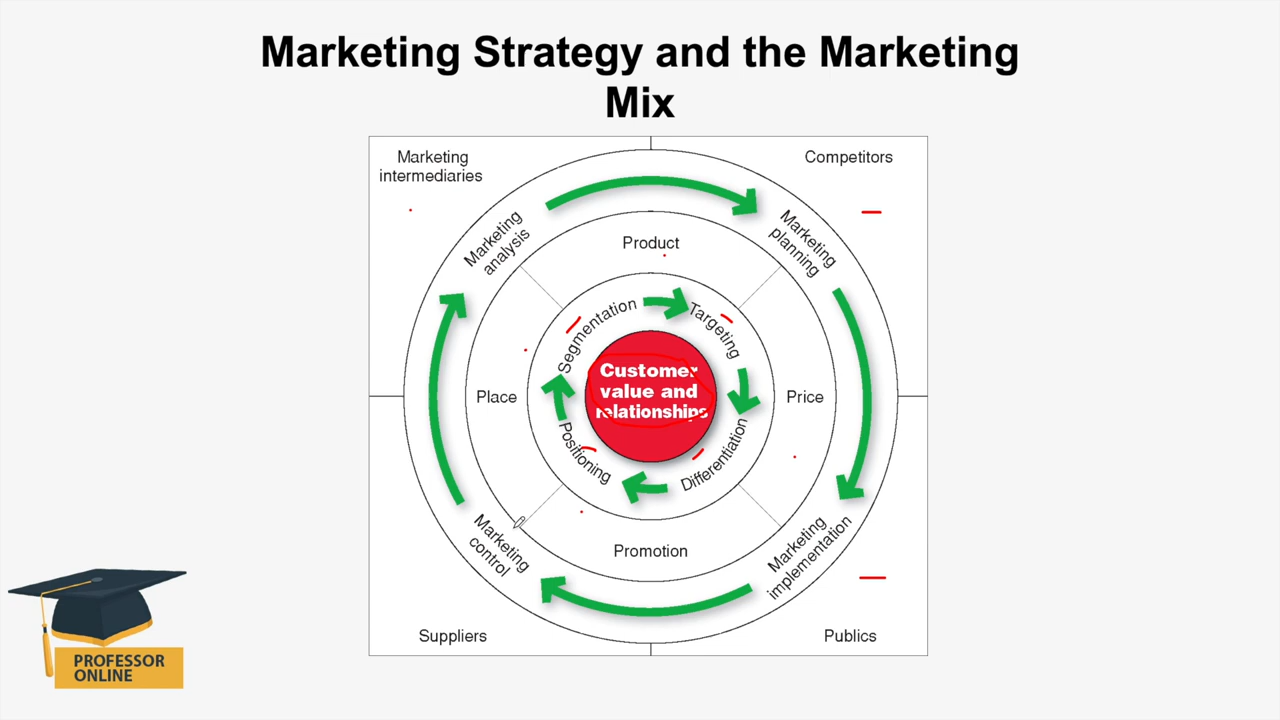 Marketing Strategy and the Marketing
Mix
Marketing
intermediaries
Competitors
Marketing
analysis
Marketing
planning
Product
Segmentation
Targeting
Customer
value and
relationships
Place
Price
Positioning
Differentiation
Promotion
Marketing
control
Marketing
implementation
Suppliers
Publics
PROFESSOR
ONLINE